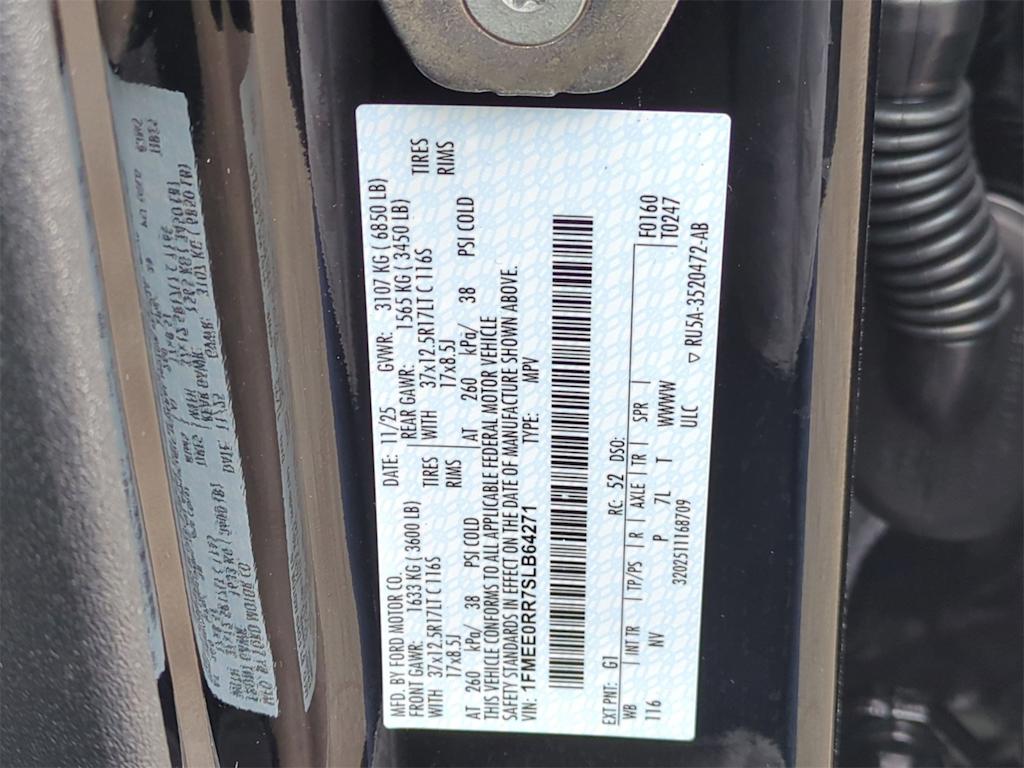 MFD. BY FORD MOTOR CO. DATE: 11/25 GVWR: 3107 KG (6850 LB)
FRONT GAWR: 1633 KG (3600 LB) REAR GAWR: 1565 KG (3450 LB)
WITH 37x12.5R17LT C 116S TIRES WITH 37x12.5R17LT C 116S TIRES
17x8.5J RIMS 17x8.5J RIMS
AT 260 kPa/ 38 PSI COLD AT 260 kPa/ 38 PSI COLD
THIS VEHICLE CONFORMS TO ALL APPLICABLE FEDERAL MOTOR VEHICLE
SAFETY STANDARDS IN EFFECT ON THE DATE OF MANUFACTURE SHOWN ABOVE.
VIN: 1FMEE0RR7SLB64271 TYPE: MPV
EXT PNT: G1 RC: 52 DSO: F0160
WB INT TR TP/PS R AXLE TR SPR T0247
116 NV P 7L T WWWW
ULC
320251168709 ▽ RU5A-3520472-AB